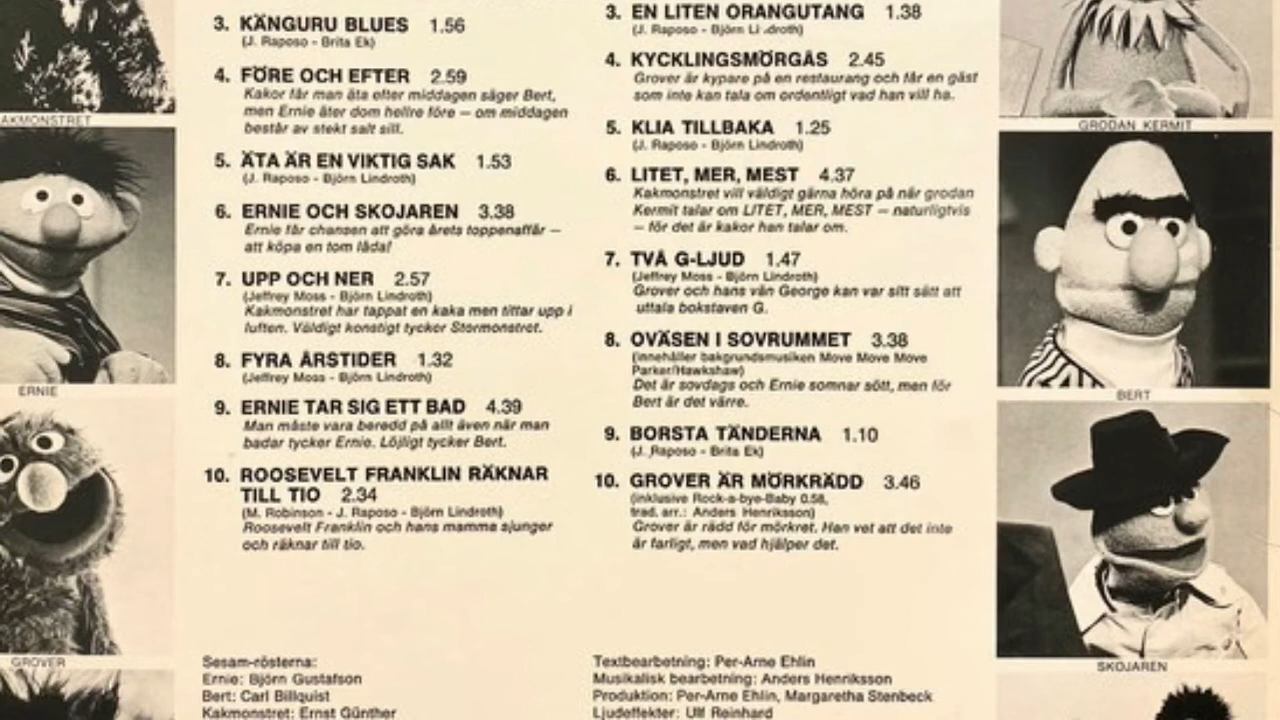 3. KÄNGURU BLUES 1.56
(J. Raposo - Brita Ek)
4. FÖRE OCH EFTER 2.59
Kakor får man äta efter middagen säger Bert,
men Ernie äter dom hellre före — om middagen
består av stekt salt sill.
5. ÄTA ÄR EN VIKTIG SAK 1.53
(J. Raposo - Björn Lindroth)
6. ERNIE OCH SKOJAREN 3.38
Ernie får chansen att göra årets toppenaffär —
att köpa en tom låda!
7. UPP OCH NER 2.57
(Jeffrey Moss - Björn Lindroth)
Kakmonstret har tappat en kaka men tittar upp i
luften. Väldigt konstigt tycker Stormonstret.
8. FYRA ÅRSTIDER 1.32
(Jeffrey Moss - Björn Lindroth)
9. ERNIE TAR SIG ETT BAD 4.39
Man måste vara beredd på allt även när man
badar tycker Ernie. Löjligt tycker Bert.
10. ROOSEVELT FRANKLIN RÄKNAR
TILL TIO 2.34
(M. Robinson - J. Raposo - Björn Lindroth)
Roosevelt Franklin och hans mamma sjunger
och räknar till tio.
Sesam-rösterna:
Ernie: Björn Gustafson
Bert: Carl Billquist
Kakmonstret: Ernst Günther
3. EN LITEN ORANGUTANG 1.38
(J. Raposo - Björn Lindroth)
4. KYCKLINGSMÖRGÅS 2.45
Grover är kypare på en restaurang och får en gäst
som inte kan tala om ordentligt vad han vill ha.
5. KLIA TILLBAKA 1.25
(J. Raposo - Björn Lindroth)
6. LITET, MER, MEST 4.37
Kakmonstret vill väldigt gärna höra på när grodan
Kermit talar om LITET, MER, MEST — naturligtvis
— för det är kakor han talar om.
7. TVÅ G-LJUD 1.47
(Jeffrey Moss - Björn Lindroth)
Grover och hans vän George kan var sitt sätt att
uttala bokstaven G.
8. OVÄSEN I SOVRUMMET 3.38
(innehåller bakgrundsmusiken Move Move Move
Parker/Hawkshaw)
Det är sovdags och Ernie somnar sött, men för
Bert är det värre.
9. BORSTA TÄNDERNA 1.10
(J. Raposo - Brita Ek)
10. GROVER ÄR MÖRKRÄDD 3.46
(inklusive Rock-a-bye-Baby 0.58,
trad. arr.: Anders Henriksson)
Grover är rädd för mörkret. Han vet att det inte
är farligt, men vad hjälper det.
Textbearbetning: Per-Arne Ehlin
Musikalisk bearbetning: Anders Henriksson
Produktion: Per-Arne Ehlin, Margaretha Stenbeck
Ljudeffekter: Ulf Reinhard
AKMONSTRET
ERNIE
GROVER
GRODAN KERMIT
BERT
SKOJAREN